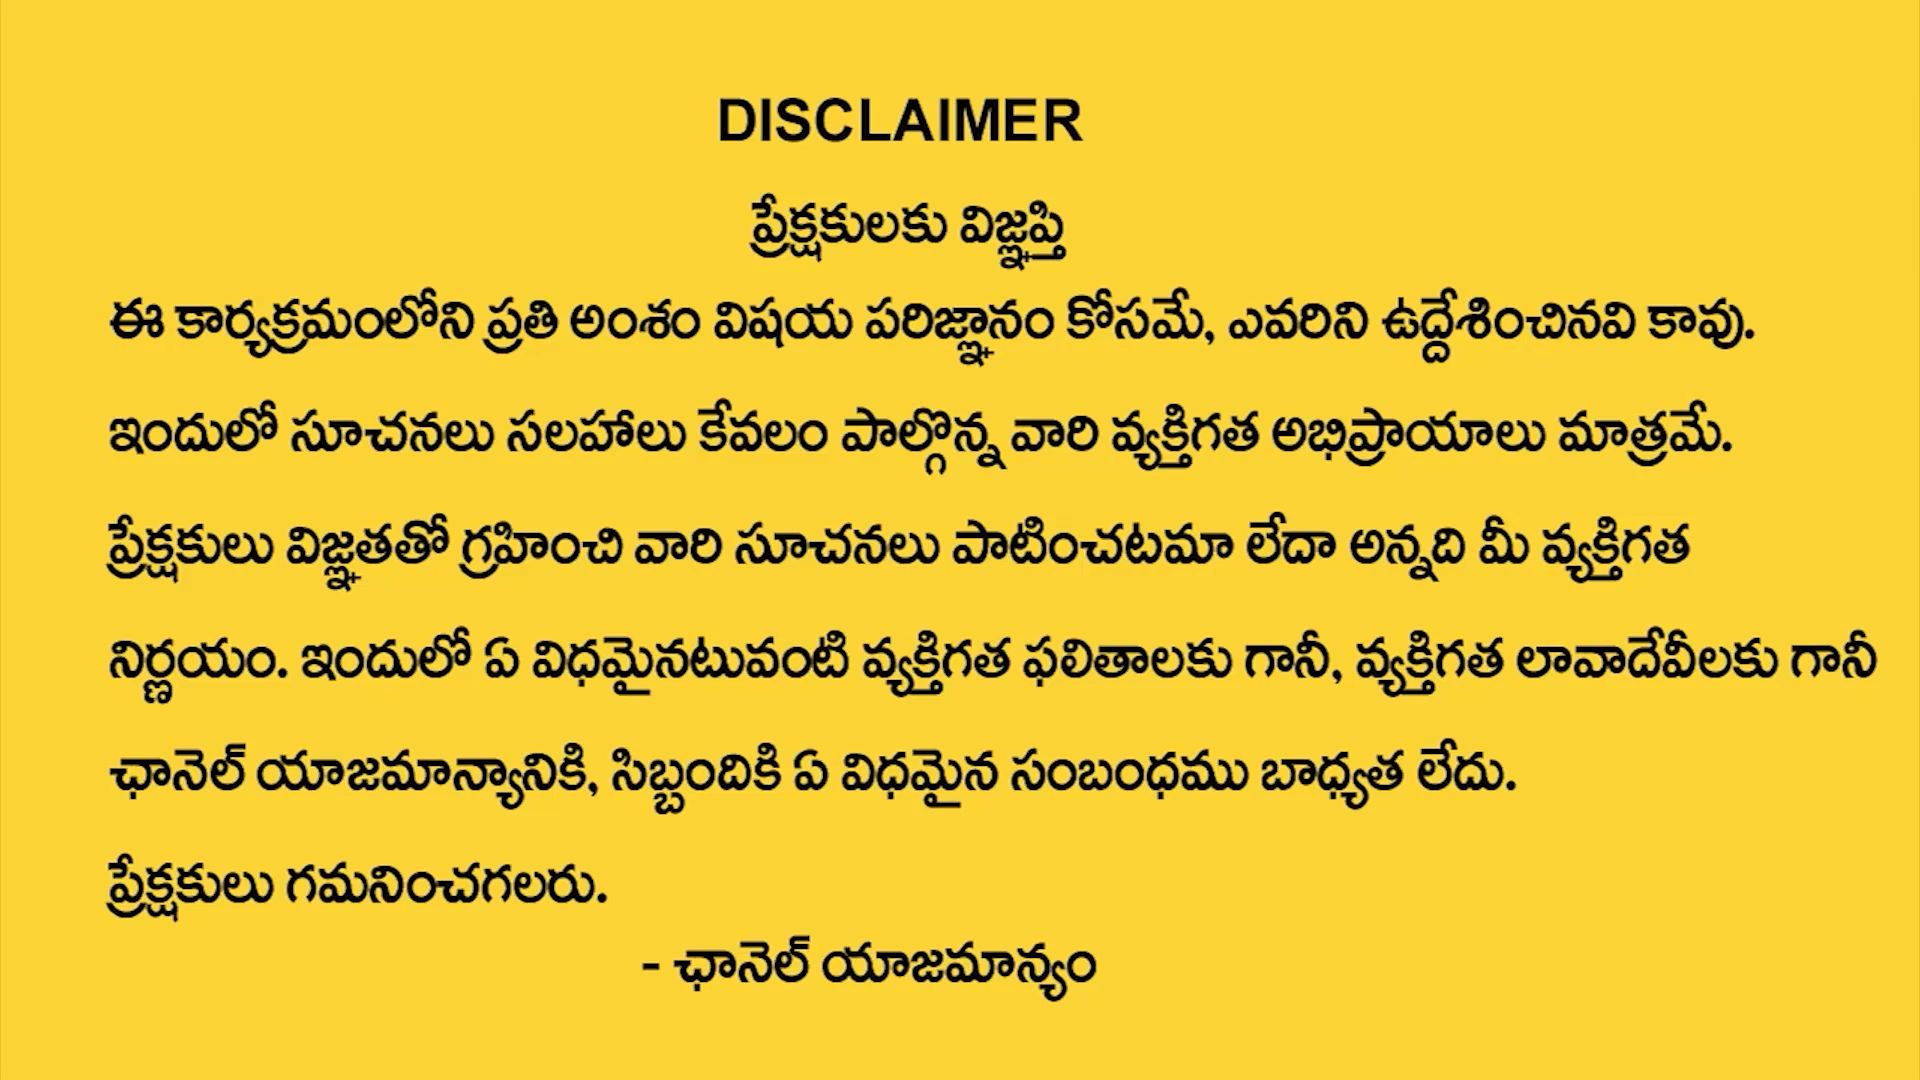 DISCLAIMER
ప్రేక్షకులకు విజ్ఞప్తి
ఈ కార్యక్రమంలోని ప్రతి అంశం విషయ పరిజ్ఞానం కోసమే, ఎవరిని ఉద్దేశించినవి కావు.
ఇందులో సూచనలు సలహాలు కేవలం పాల్గొన్న వారి వ్యక్తిగత అభిప్రాయాలు మాత్రమే.
ప్రేక్షకులు విజ్ఞతతో గ్రహించి వారి సూచనలు పాటించటమా లేదా అన్నది మీ వ్యక్తిగత
నిర్ణయం. ఇందులో ఏ విధమైనటువంటి వ్యక్తిగత ఫలితాలకు గానీ, వ్యక్తిగత లావాదేవీలకు గానీ
ఛానెల్ యాజమాన్యానికి, సిబ్బందికి ఏ విధమైన సంబంధము బాధ్యత లేదు.
ప్రేక్షకులు గమనించగలరు.
- ఛానెల్ యాజమాన్యం